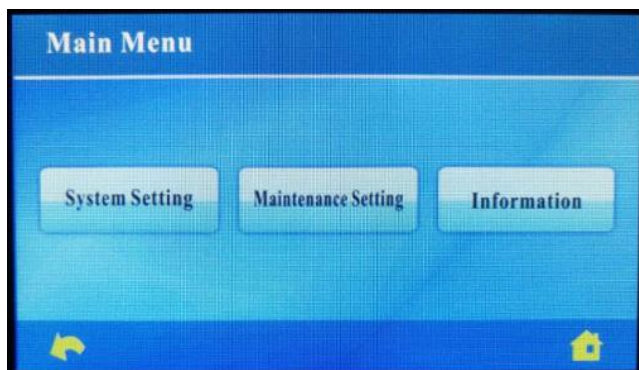 Main Menu
System Setting
Maintenance Setting
Information